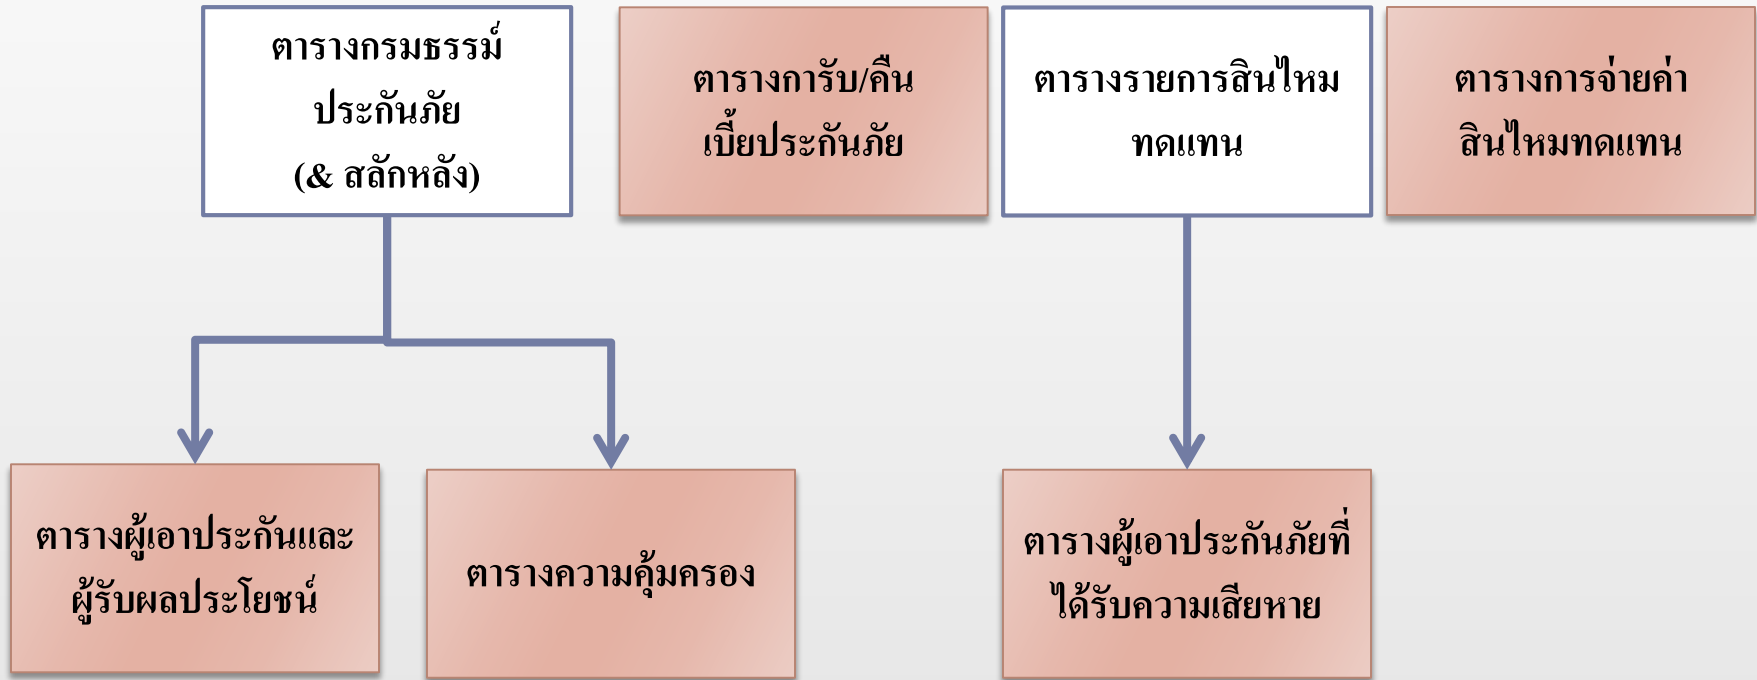 ตารางกรมธรรม์
ประกันภัย
(& สลักหลัง)
ตารางการับ/คืน
เบี้ยประกันภัย
ตารางรายการสินไหม
ทดแทน
ตารางการจ่ายค่า
สินไหมทดแทน
ตารางผู้เอาประกันและ
ผู้รับผลประโยชน์
ตารางความคุ้มครอง
ตารางผู้เอาประกันภัยที่
ได้รับความเสียหาย